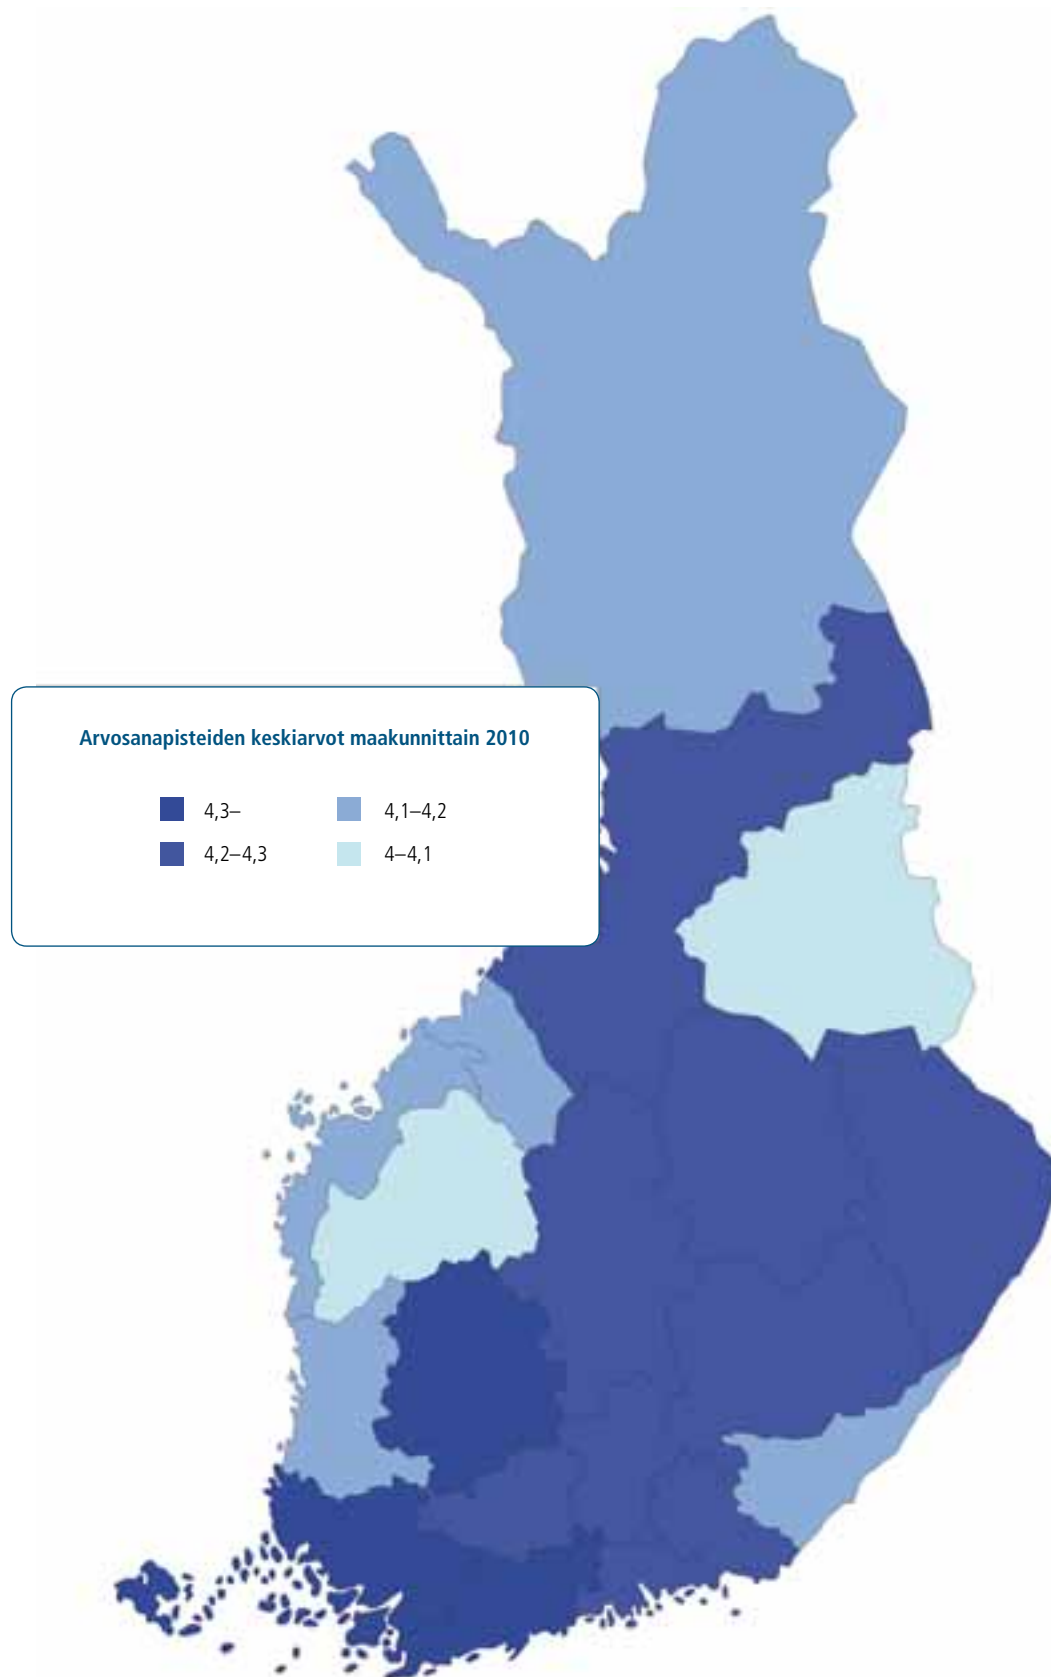 Arvosanapisteiden keskiarvot maakunnittain 2010
4,3–
4,1–4,2
4,2–4,3
4–4,1